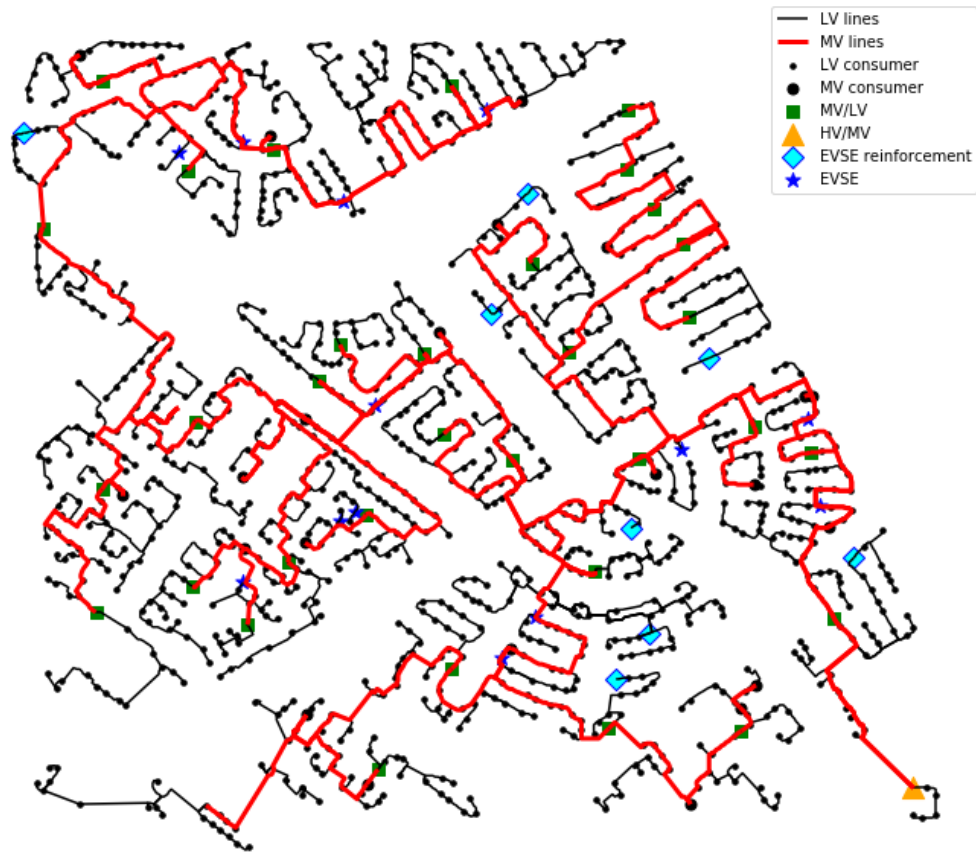 LV lines
MV lines
LV consumer
MV consumer
MV/LV
HV/MV
EVSE reinforcement
EVSE